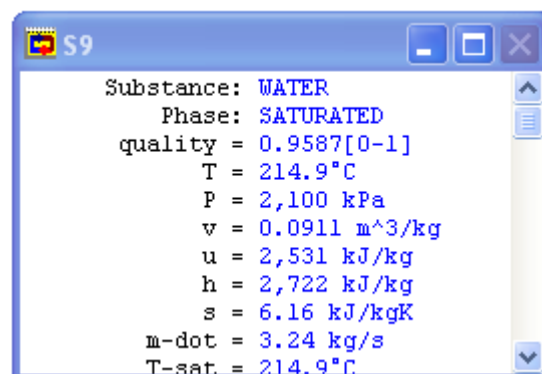 S9
Substance: WATER
Phase: SATURATED
quality = 0.9587[0-1]
T = 214.9°C
P = 2,100 kPa
v = 0.0911 m^3/kg
u = 2,531 kJ/kg
h = 2,722 kJ/kg
s = 6.16 kJ/kgK
m-dot = 3.24 kg/s
T-sat = 214.9°C